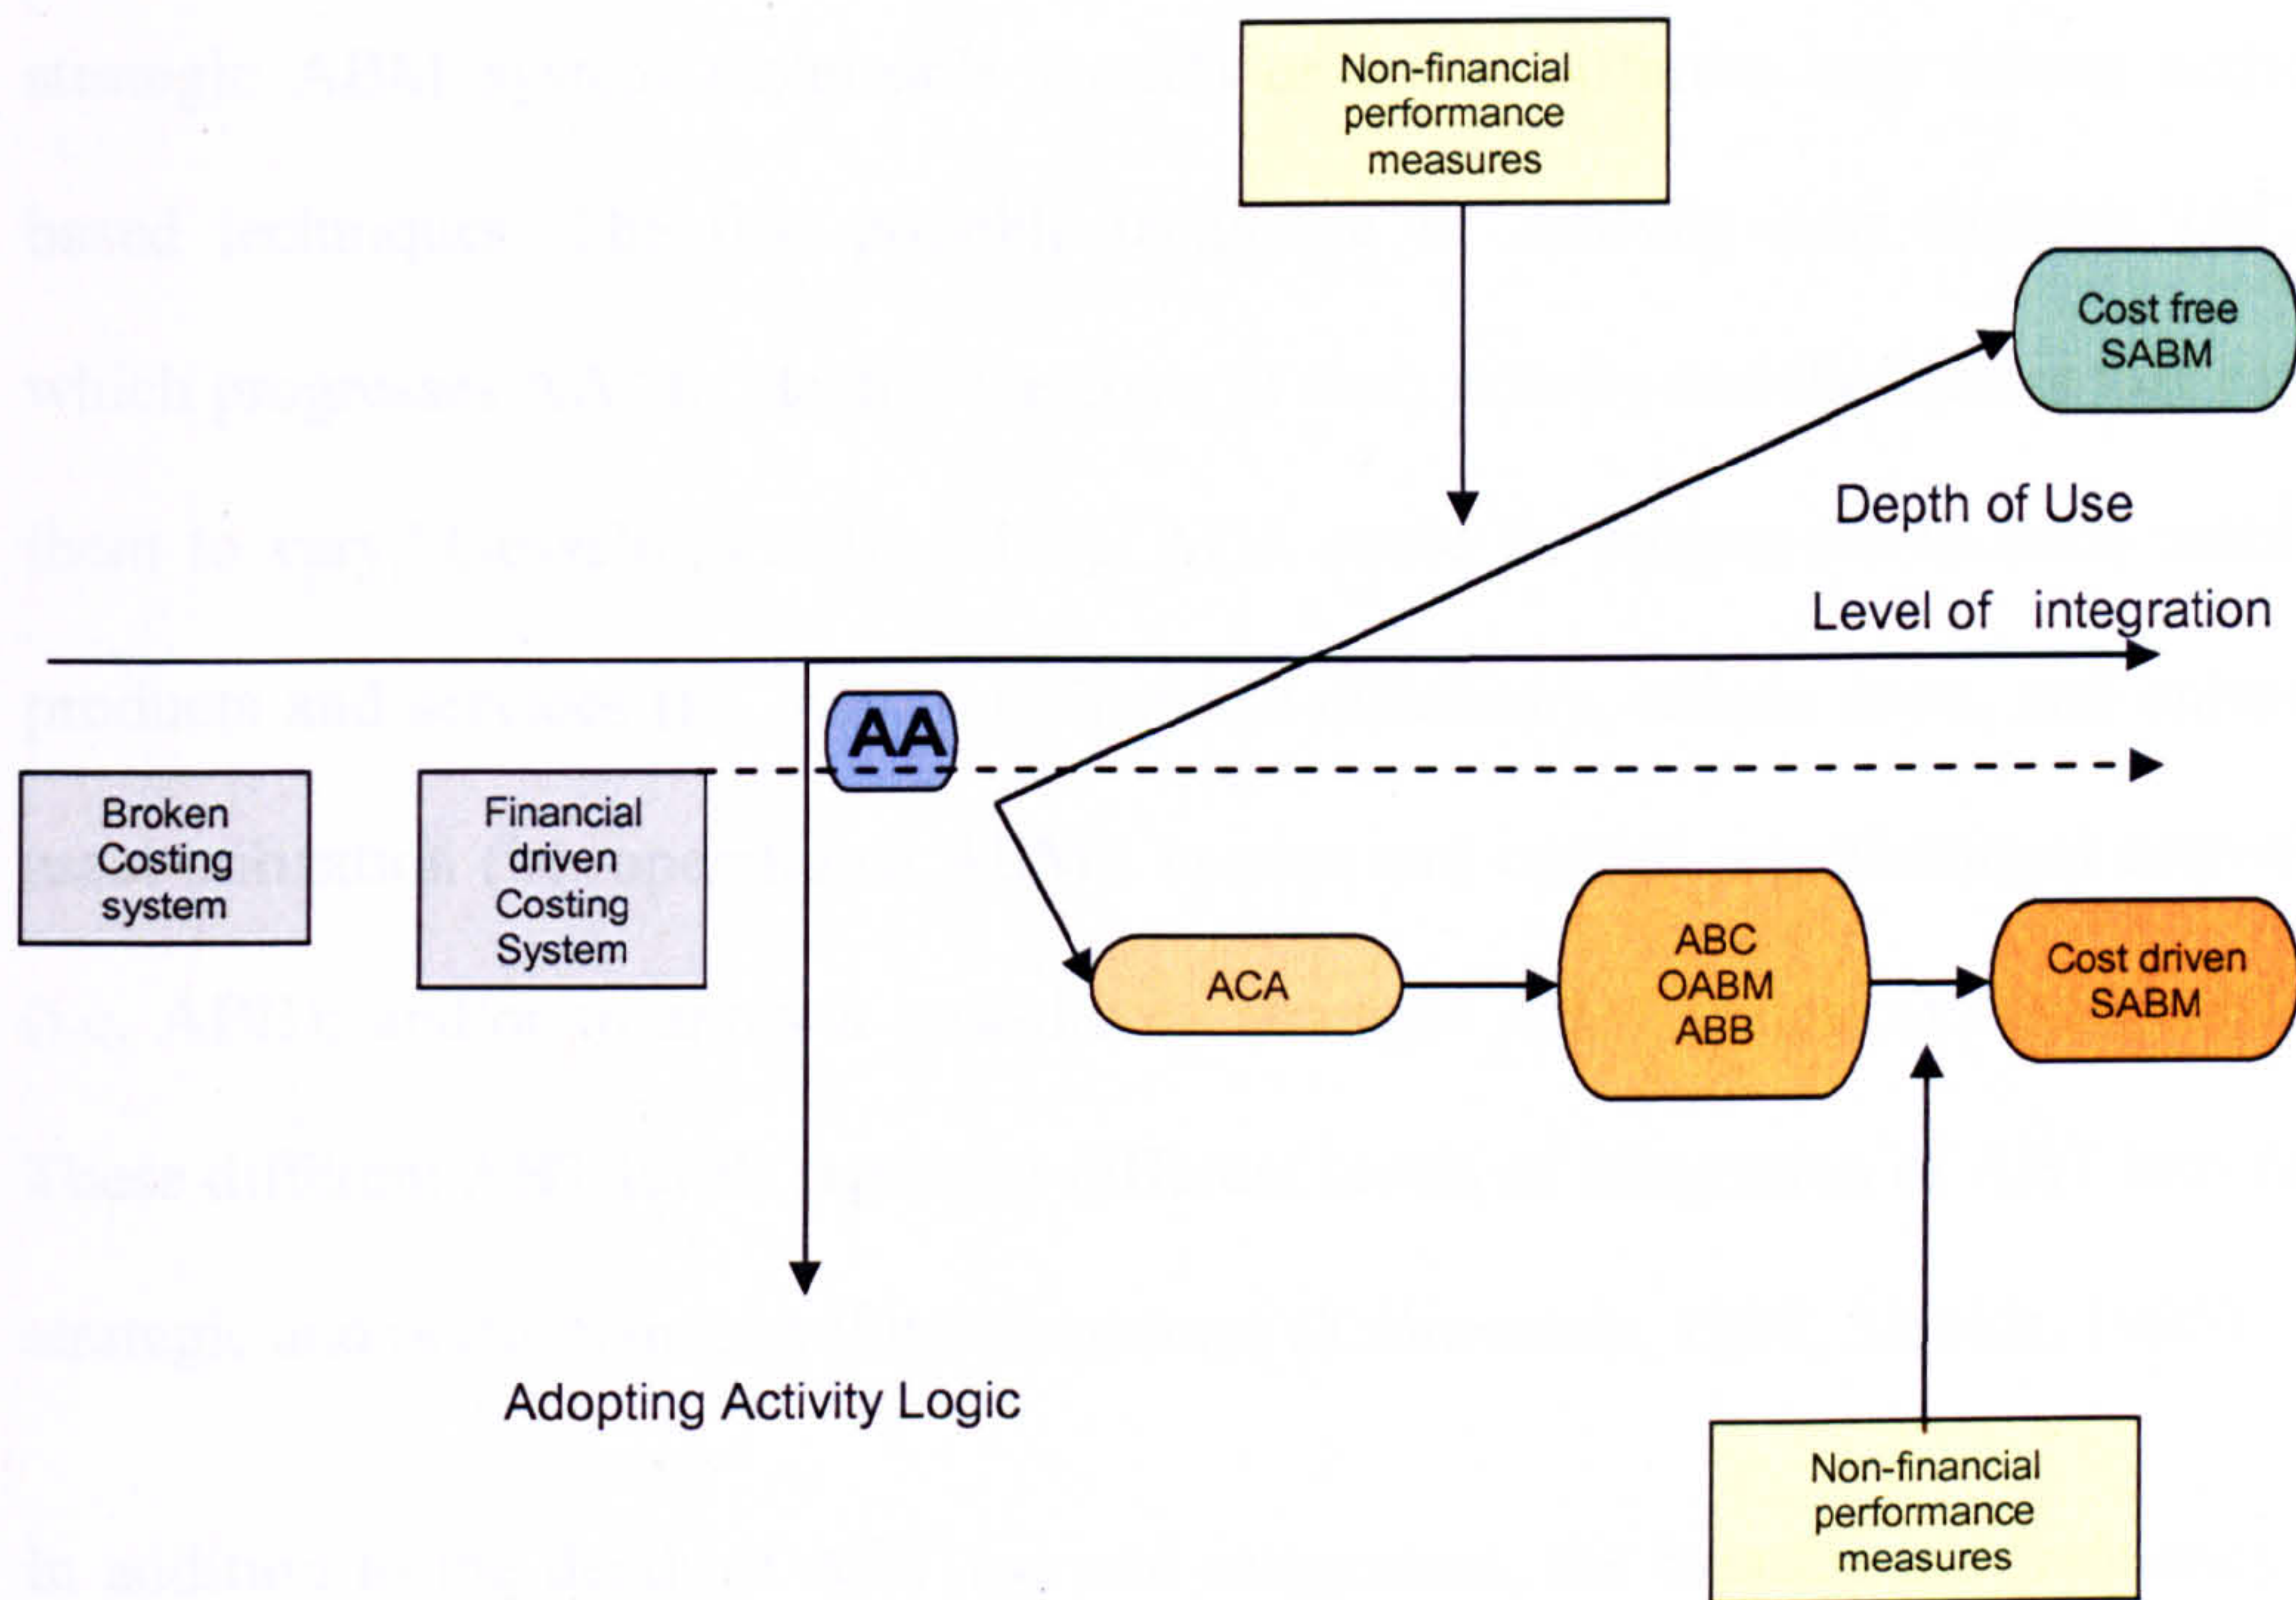 Non-financial
performance
measures
Cost free
SABM
Depth of Use
Level of integration
AA
Broken
Costing
system
Financial
driven
Costing
System
ACA
ABC
OABM
ABB
Cost driven
SABM
Adopting Activity Logic
Non-financial
performance
measures